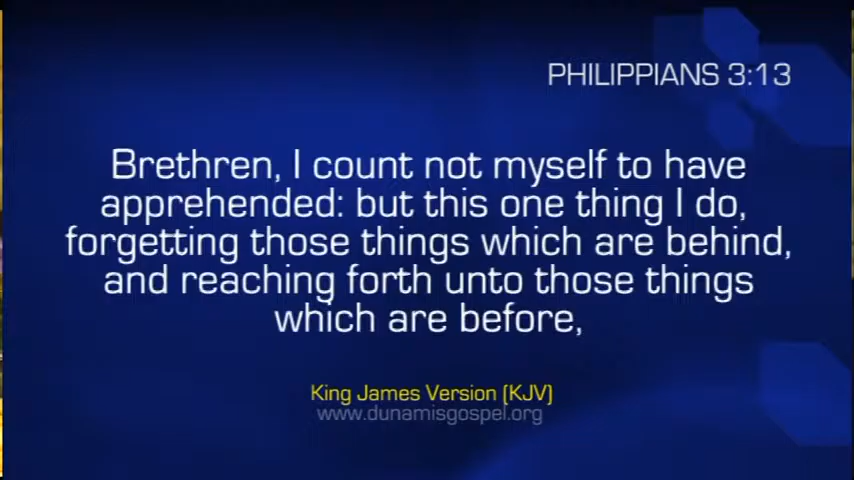 PHILIPPIANS 3:13
Brethren, I count not myself to have
apprehended: but this one thing I do,
forgetting those things which are behind,
and reaching forth unto those things
which are before,
King James Version (KJV)
www.dunamisgospel.org